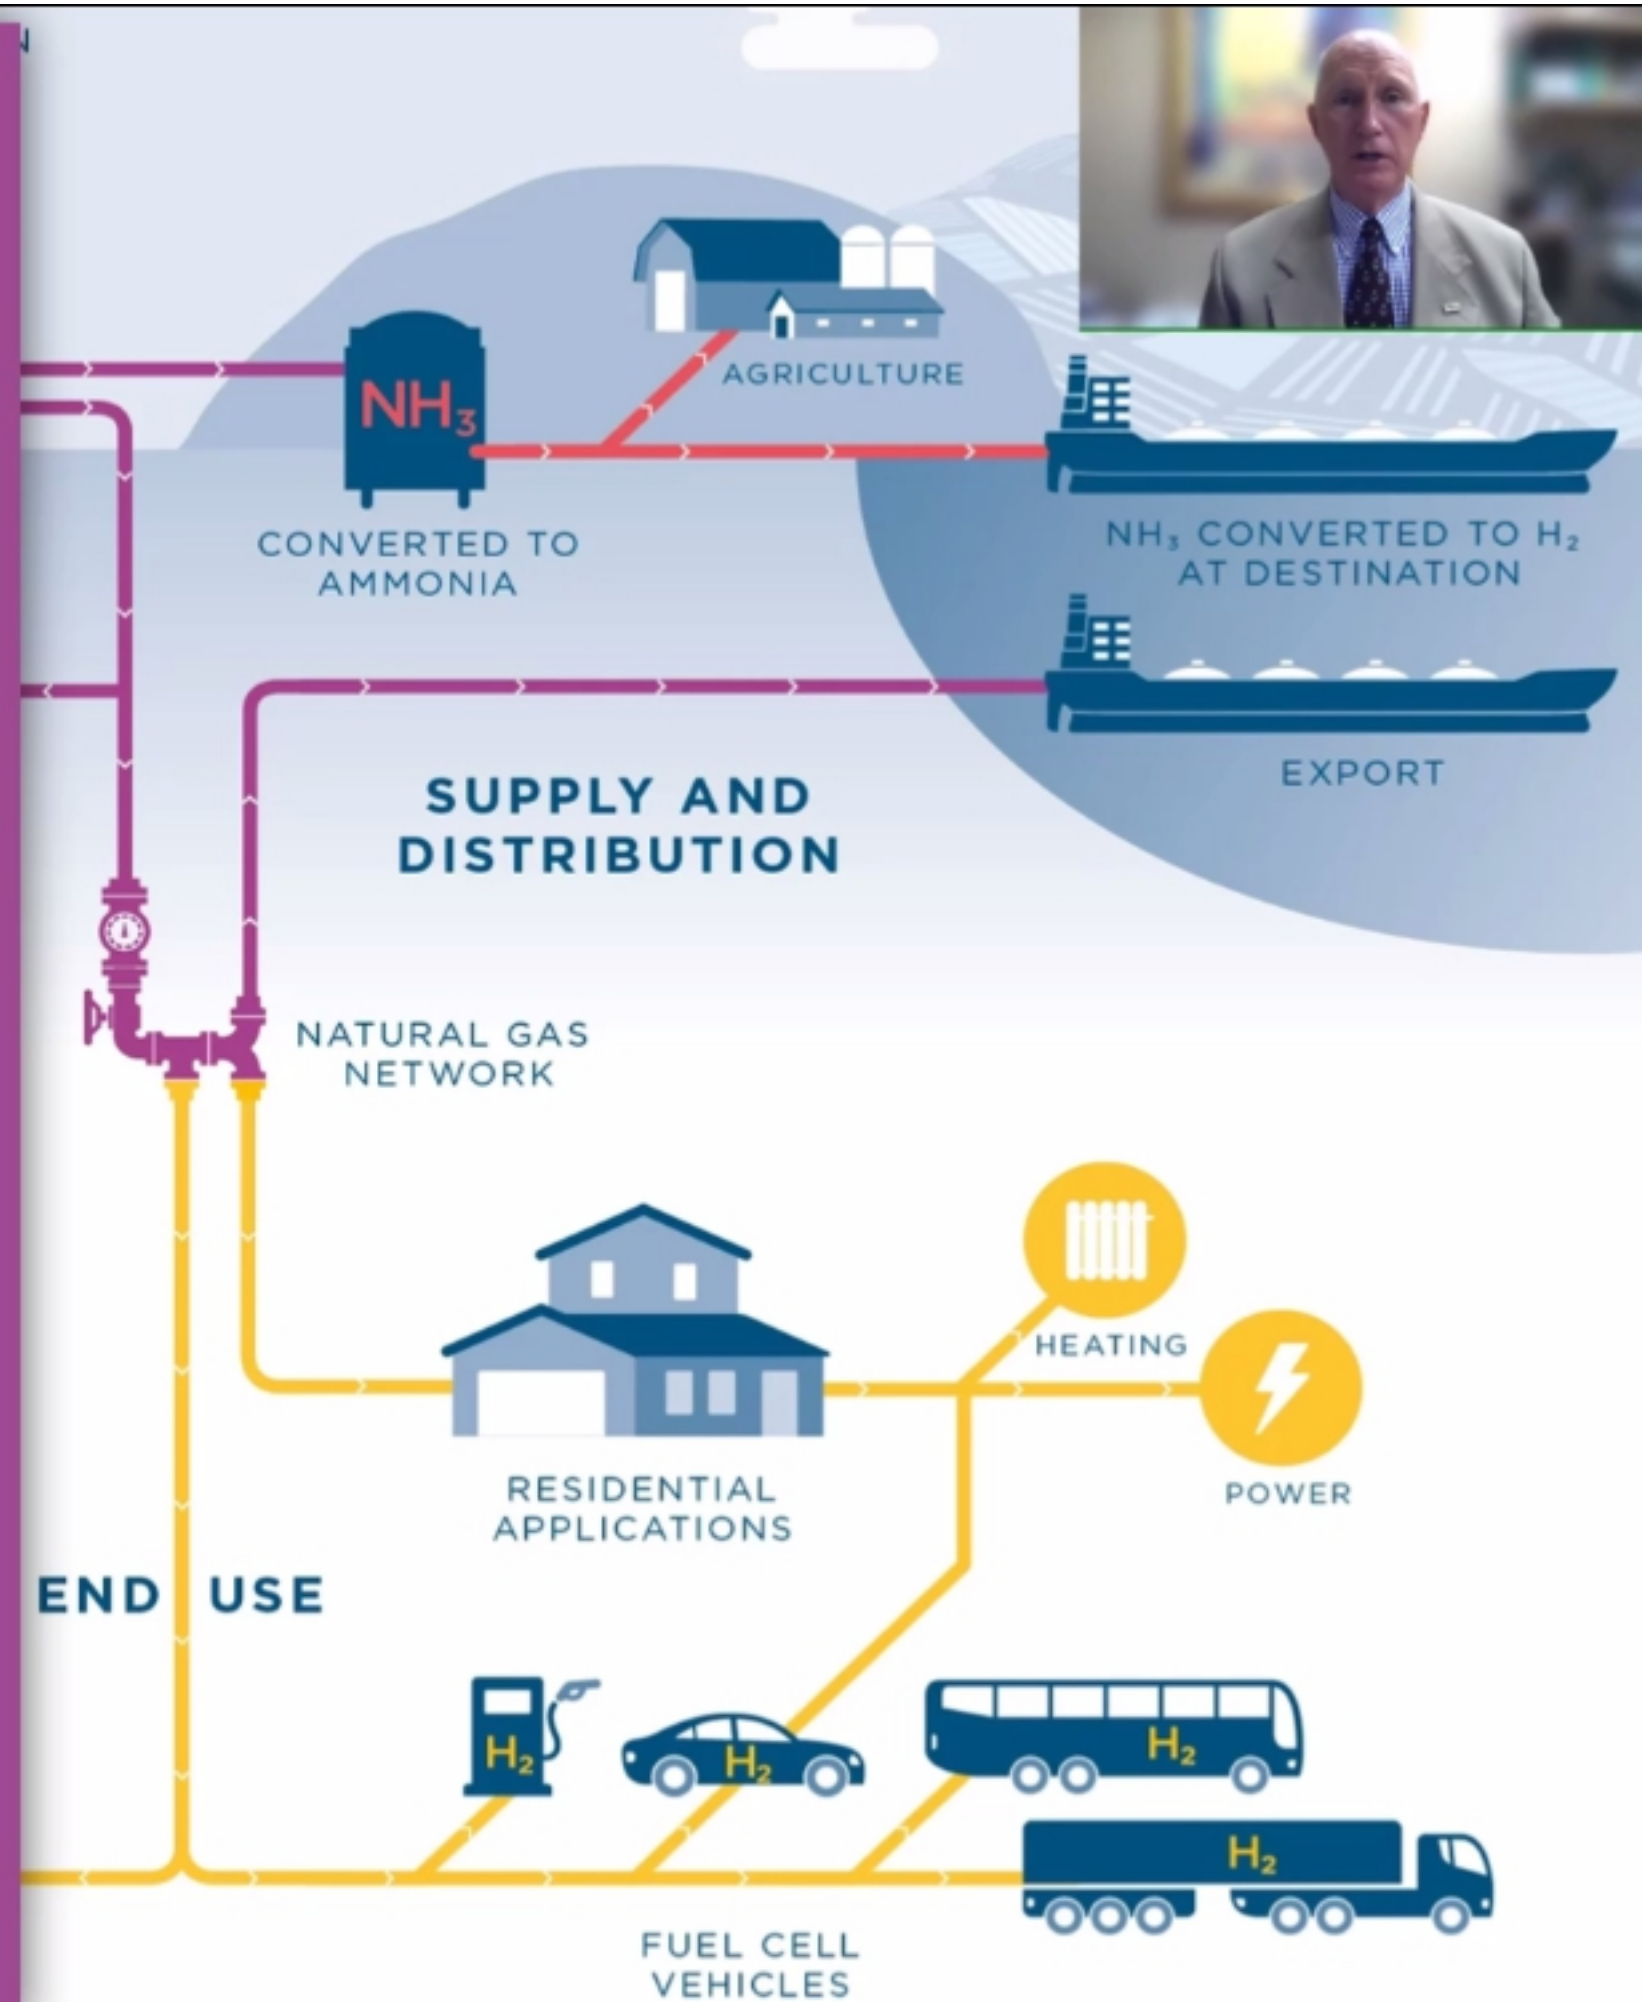 N
AGRICULTURE
NH₃
CONVERTED TO
AMMONIA
NH₃ CONVERTED TO H₂
AT DESTINATION
EXPORT
SUPPLY AND
DISTRIBUTION
NATURAL GAS
NETWORK
HEATING
POWER
RESIDENTIAL
APPLICATIONS
END USE
H₂
H₂
H₂
H₂
FUEL CELL
VEHICLES